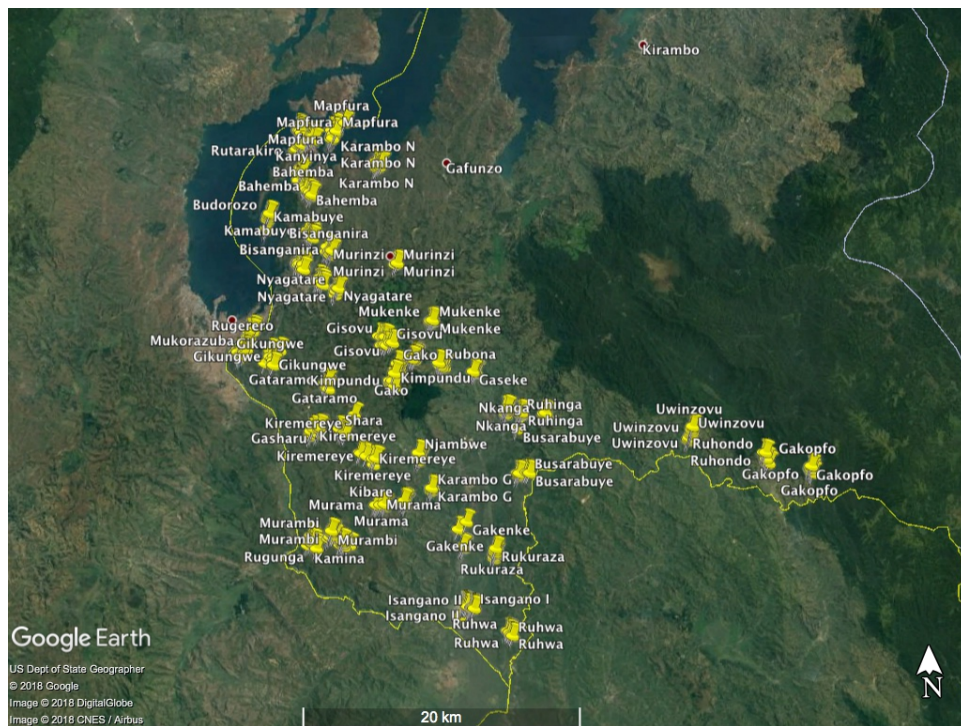 Kirambo
Mapfura
Mapfura Mapfura
Mapfura
Karambo N
Rutarakiro
Kanyinya
Karambo N
Gafunzo
Bahemba
Karambo N
Bahemba
Bahemba
Budorozo
Kamabuye
Kamabuye
Bisanganira
Bisanganira
Murinzi Murinzi
Murinzi Murinzi
Nyagatare
Nyagatare Nyagatare
Mukenke Mukenke
Mukenke
Rugerero
Gisovu Gisovu
Mukorazuba
Gikungwe
Gisovu
Gako Rubona
Gikungwe
Gikungwe
Gataramo
Kimpundu Kimpundu
Gaseke
Gako
Gataramo
Nkanga Ruhinga
Uwinzovu
Kiremereye
Shara
Ruhinga
Uwinzovu
Uwinzovu
Nkanga
Gasharu
Kiremereye
Busarabuye
Uwinzovu
Ruhondo
Njambwe
Gakopfo
Kiremereye
Kiremereye
Ruhondo
Busarabuye
Kiremereye
Karambo G
Gakopfo
Gakopfo
Busarabuye
Kibare
Karambo G
Gakopfo
Murama Murama
Murama
Murambi
Gakenke
Murambi Murambi
Gakenke
Rugunga
Kamina
Rukuraza
Rukuraza
Isangano II Isangano I
Isangano II
Ruhwa Ruhwa
Ruhwa Ruhwa
Google Earth
US Dept of State Geographer
© 2018 Google
Image © 2018 DigitalGlobe
Image © 2018 CNES / Airbus
20 km
N